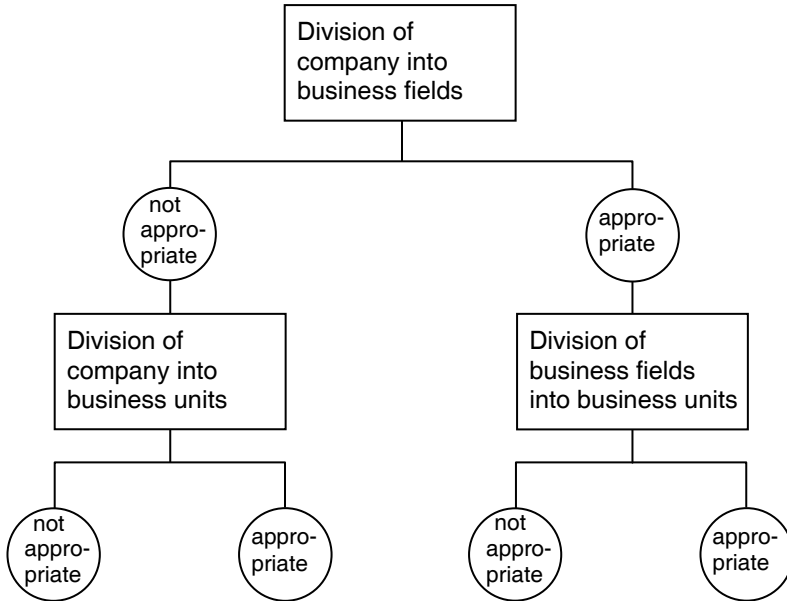 Division of
company into
business fields
not
appro-
priate
appro-
priate
Division of
company into
business units
Division of
business fields
into business units
not
appro-
priate
appro-
priate
not
appro-
priate
appro-
priate